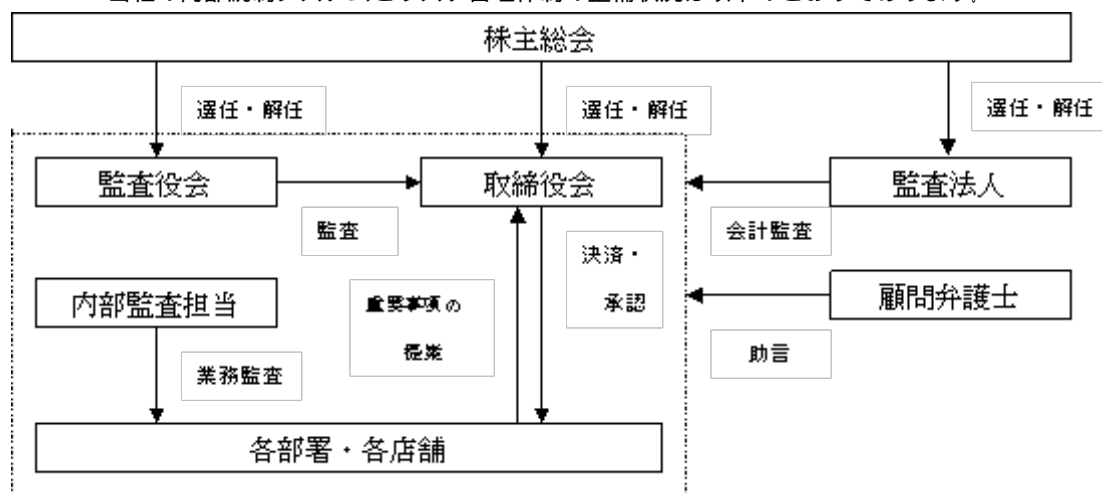 株主総会
選任・解任
選任・解任
選任・解任
監査役会
取締役会
監査法人
監査
会計監査
決済・
承認
内部監査担当
重要事項の
提案
顧問弁護士
助言
業務監査
各部署・各店舗